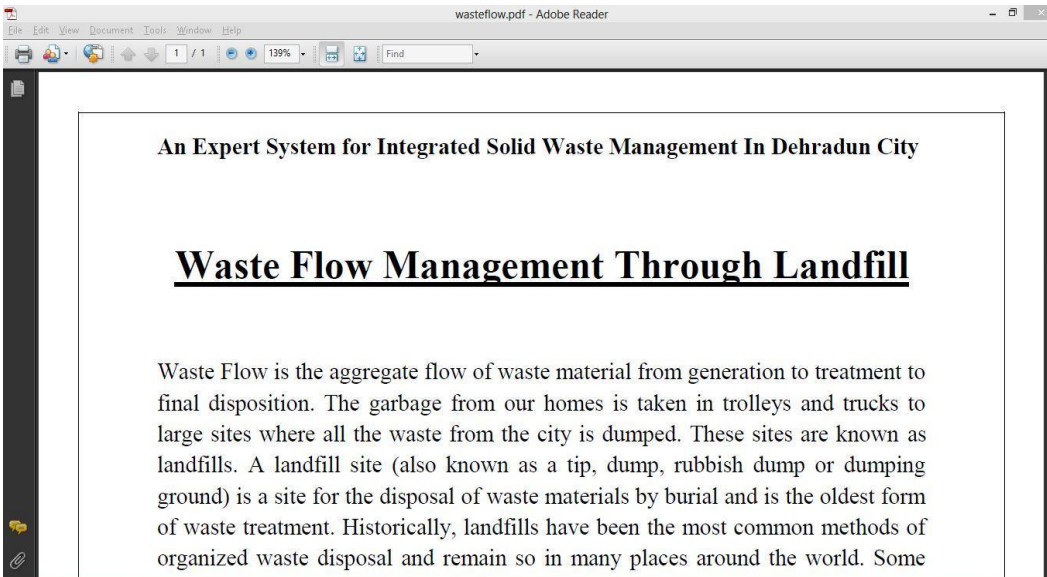 wasteflow.pdf - Adobe Reader
File Edit View Document Tools Window Help
1 / 1 139% Find
An Expert System for Integrated Solid Waste Management In Dehradun City
Waste Flow Management Through Landfill
Waste Flow is the aggregate flow of waste material from generation to treatment to
final disposition. The garbage from our homes is taken in trolleys and trucks to
large sites where all the waste from the city is dumped. These sites are known as
landfills. A landfill site (also known as a tip, dump, rubbish dump or dumping
ground) is a site for the disposal of waste materials by burial and is the oldest form
of waste treatment. Historically, landfills have been the most common methods of
organized waste disposal and remain so in many places around the world. Some